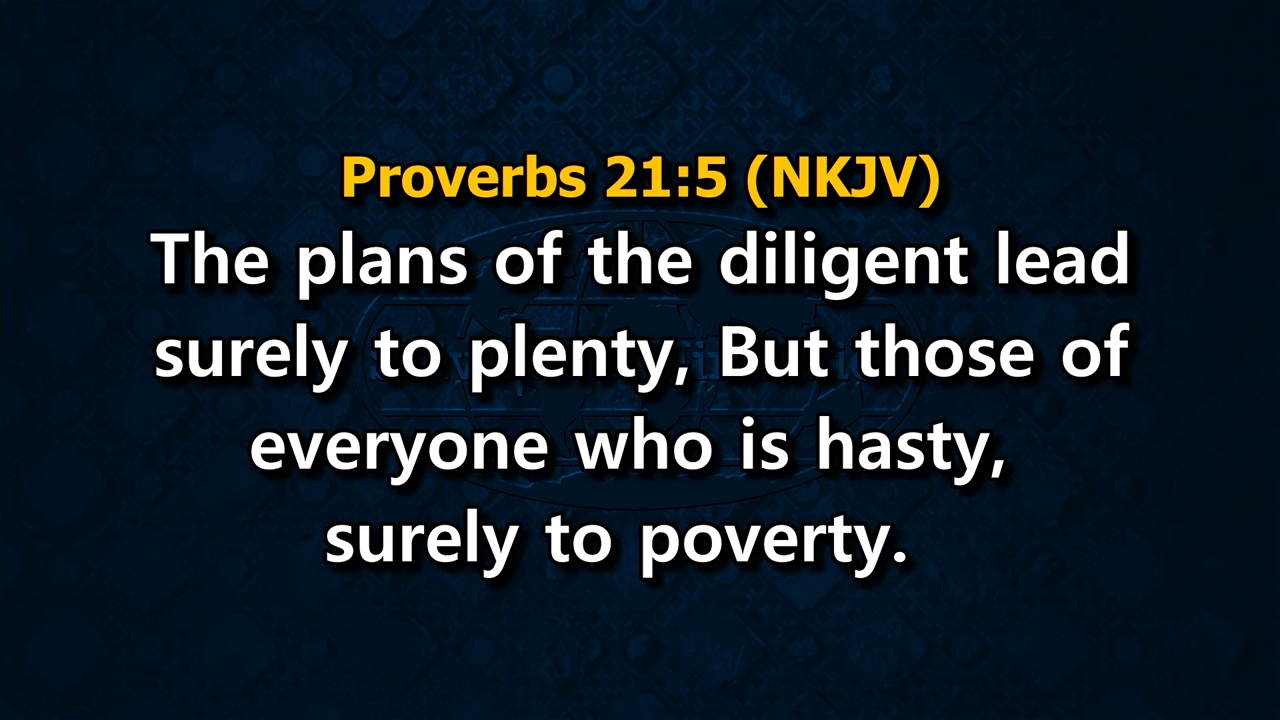 Proverbs 21:5 (NKJV)
The plans of the diligent lead
surely to plenty, But those of
everyone who is hasty,
surely to poverty.